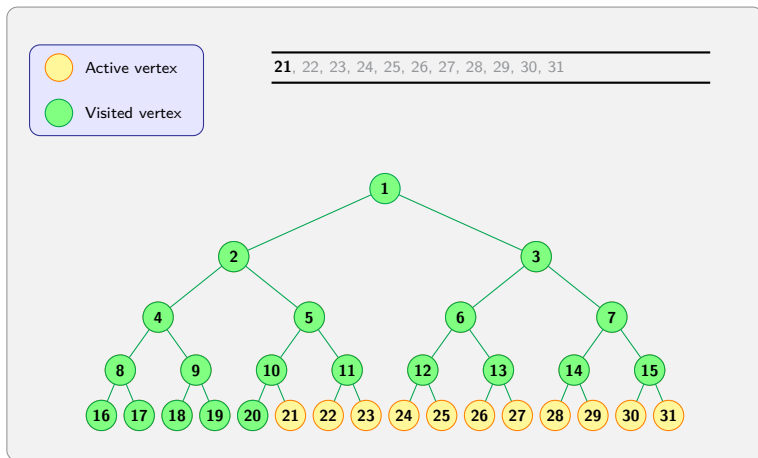 Active vertex
Visited vertex
21, 22, 23, 24, 25, 26, 27, 28, 29, 30, 31
1
2 3
4 5 6 7
8 9 10 11 12 13 14 15
16 17 18 19 20 21 22 23 24 25 26 27 28 29 30 31